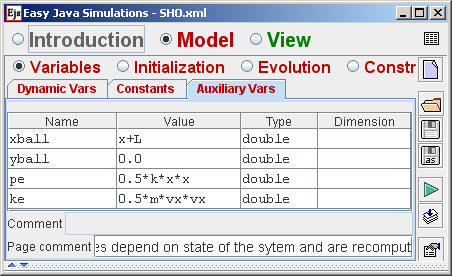 Ejs Easy Java Simulations - SHO.xml
Introduction Model View
Variables Initialization Evolution Constr
Dynamic Vars Constants Auxiliary Vars
Name Value Type Dimension
xball x+L double
yball 0.0 double
pe 0.5*k*x*x double
ke 0.5*m*vx*vx double
as
Comment
Page comment es depend on state of the sytem and are recomput